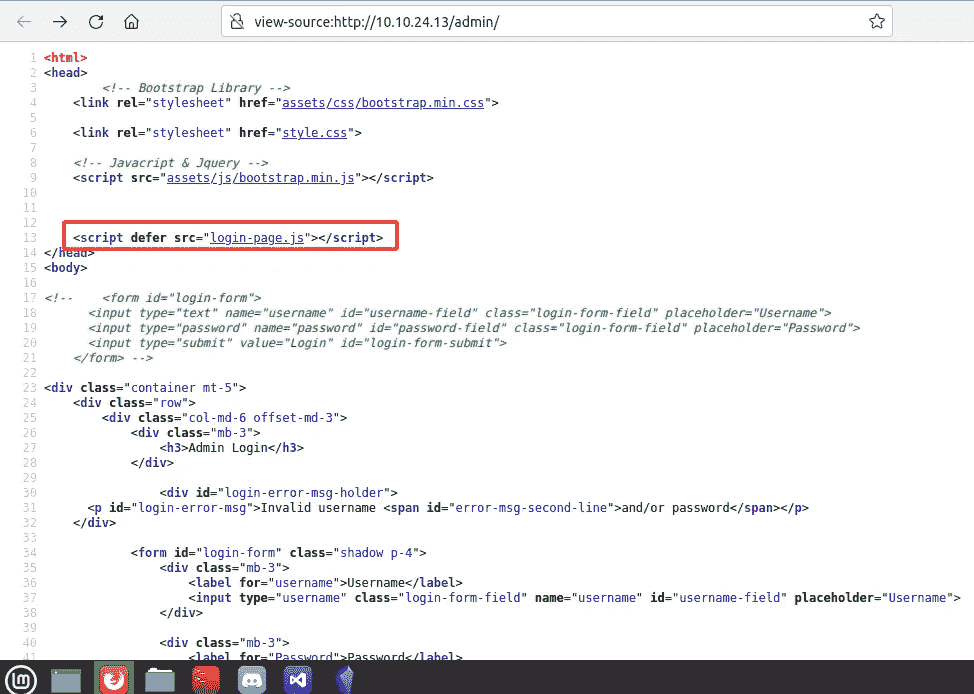 view-source:http://10.10.24.13/admin/
1 <html>
2 <head>
3 <!-- Bootstrap Library -->
4 <link rel="stylesheet" href="assets/css/bootstrap.min.css">
5
6 <link rel="stylesheet" href="style.css">
7
8 <!-- Javacript & Jquery -->
9 <script src="assets/js/bootstrap.min.js"></script>
10
11
12
13 <script defer src="login-page.js"></script>
14 </head>
15 <body>
16
17 <!-- <form id="login-form">
18 <input type="text" name="username" id="username-field" class="login-form-field" placeholder="Username">
19 <input type="password" name="password" id="password-field" class="login-form-field" placeholder="Password">
20 <input type="submit" value="Login" id="login-form-submit">
21 </form> -->
22
23 <div class="container mt-5">
24 <div class="row">
25 <div class="col-md-6 offset-md-3">
26 <div class="mb-3">
27 <h3>Admin Login</h3>
28 </div>
29
30 <div id="login-error-msg-holder">
31 <p id="login-error-msg">Invalid username <span id="error-msg-second-line">and/or password</span></p>
32 </div>
33
34 <form id="login-form" class="shadow p-4">
35 <div class="mb-3">
36 <label for="username">Username</label>
37 <input type="username" class="login-form-field" name="username" id="username-field" placeholder="Username">
38 </div>
39
40 <div class="mb-3">
41 <label for="Password">Password</label>